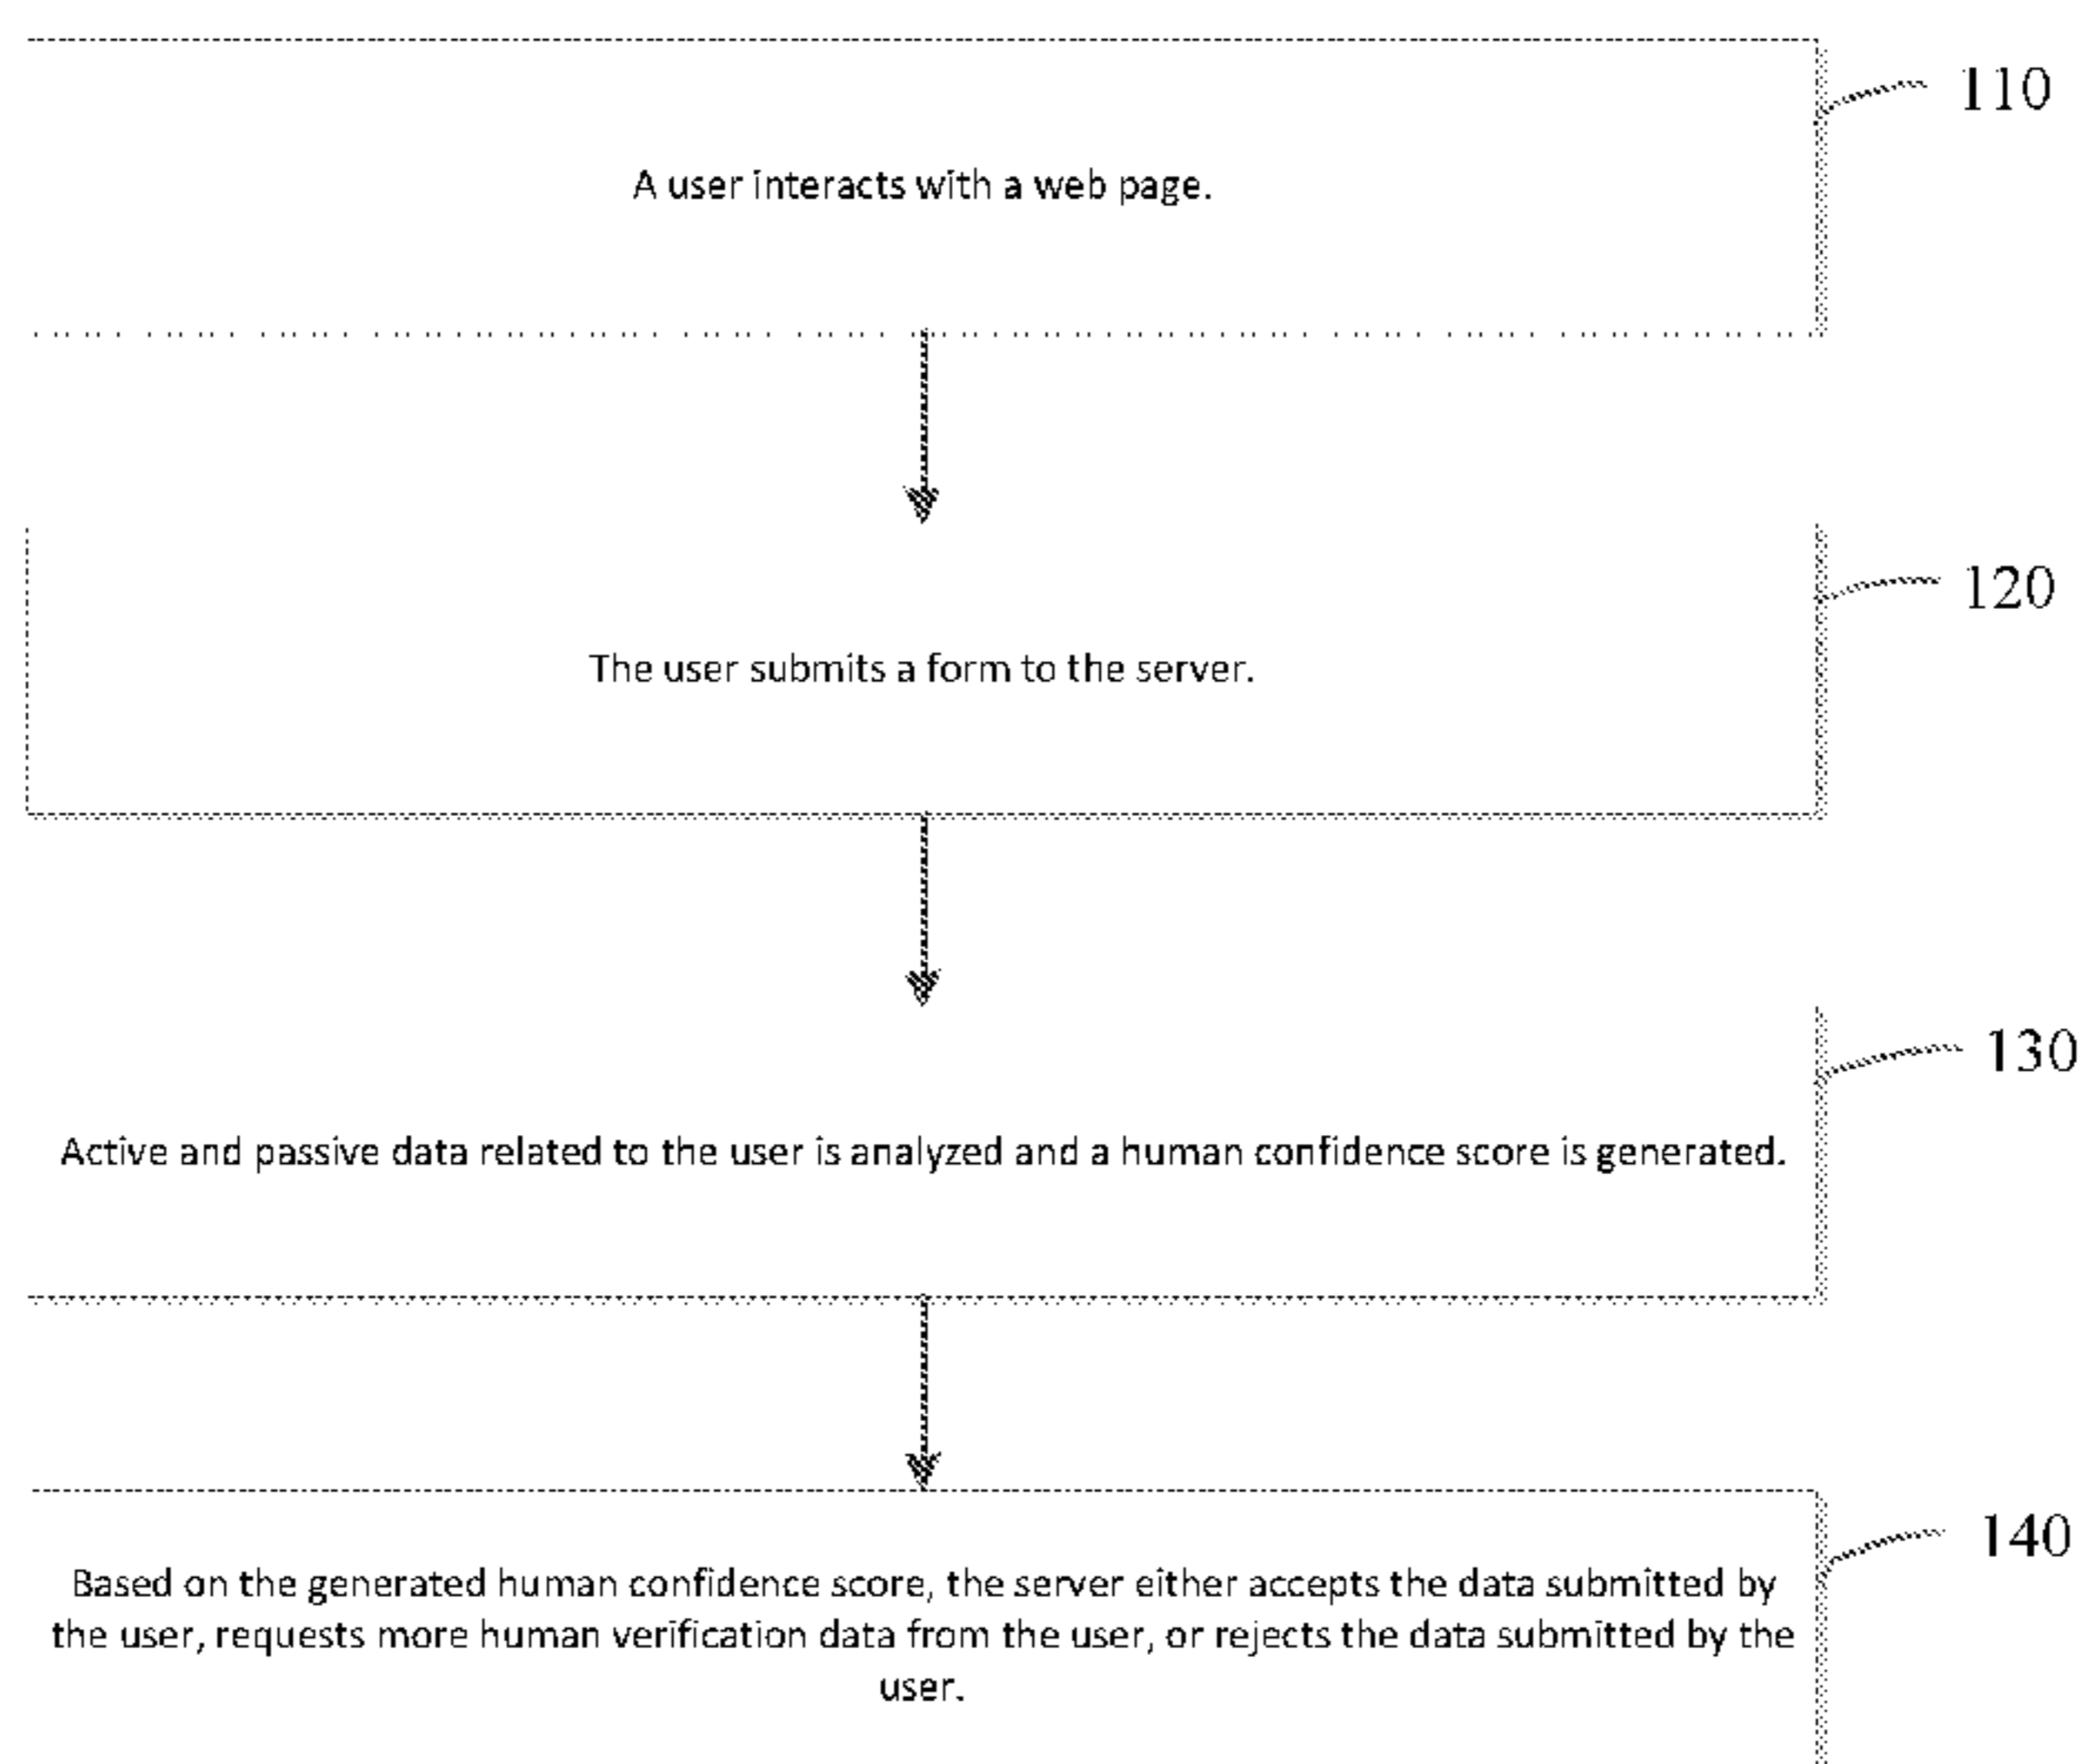 110
A user interacts with a web page.
120
The user submits a form to the server.
130
Active and passive data related to the user is analyzed and a human confidence score is generated.
140
Based on the generated human confidence score, the server either accepts the data submitted by
the user, requests more human verification data from the user, or rejects the data submitted by the
user.